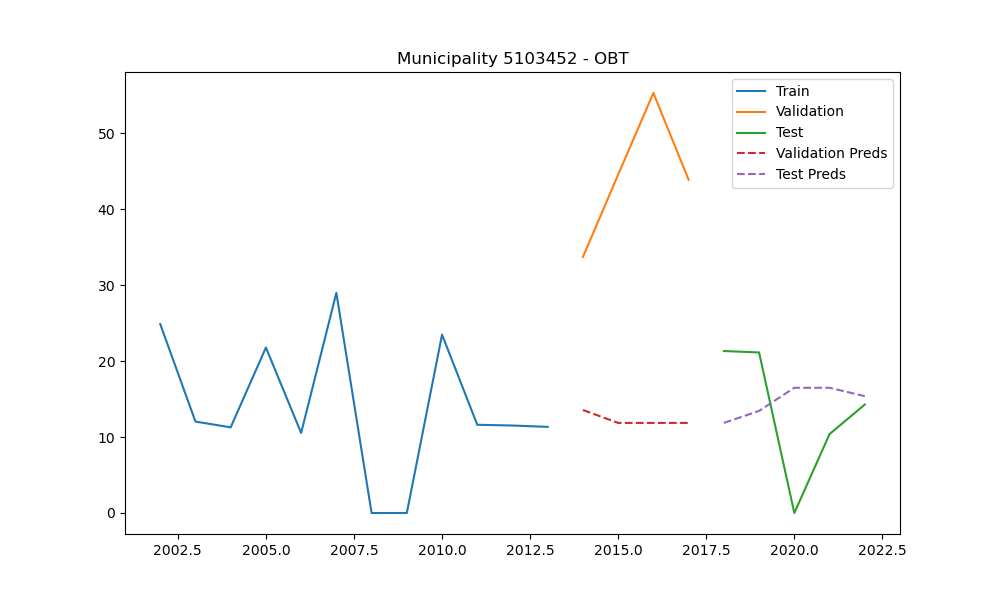 Municipality 5103452 - OBT
Train
Validation
Test
Validation Preds
Test Preds
50
40
30
20
10
0
2002.5 2005.0 2007.5 2010.0 2012.5 2015.0 2017.5 2020.0 2022.5